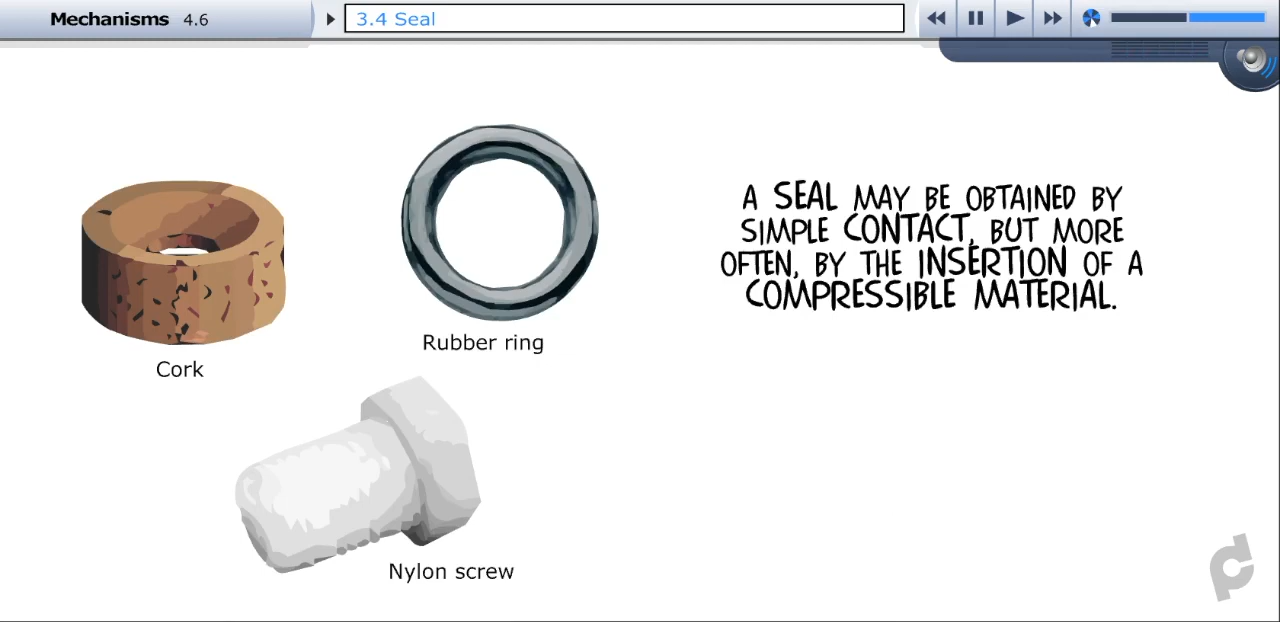 Mechanisms 4.6
3.4 Seal
A SEAL MAY BE OBTAINED BY
SIMPLE CONTACT, BUT MORE
OFTEN, BY THE INSERTION OF A
COMPRESSIBLE MATERIAL.
Rubber ring
Cork
Nylon screw